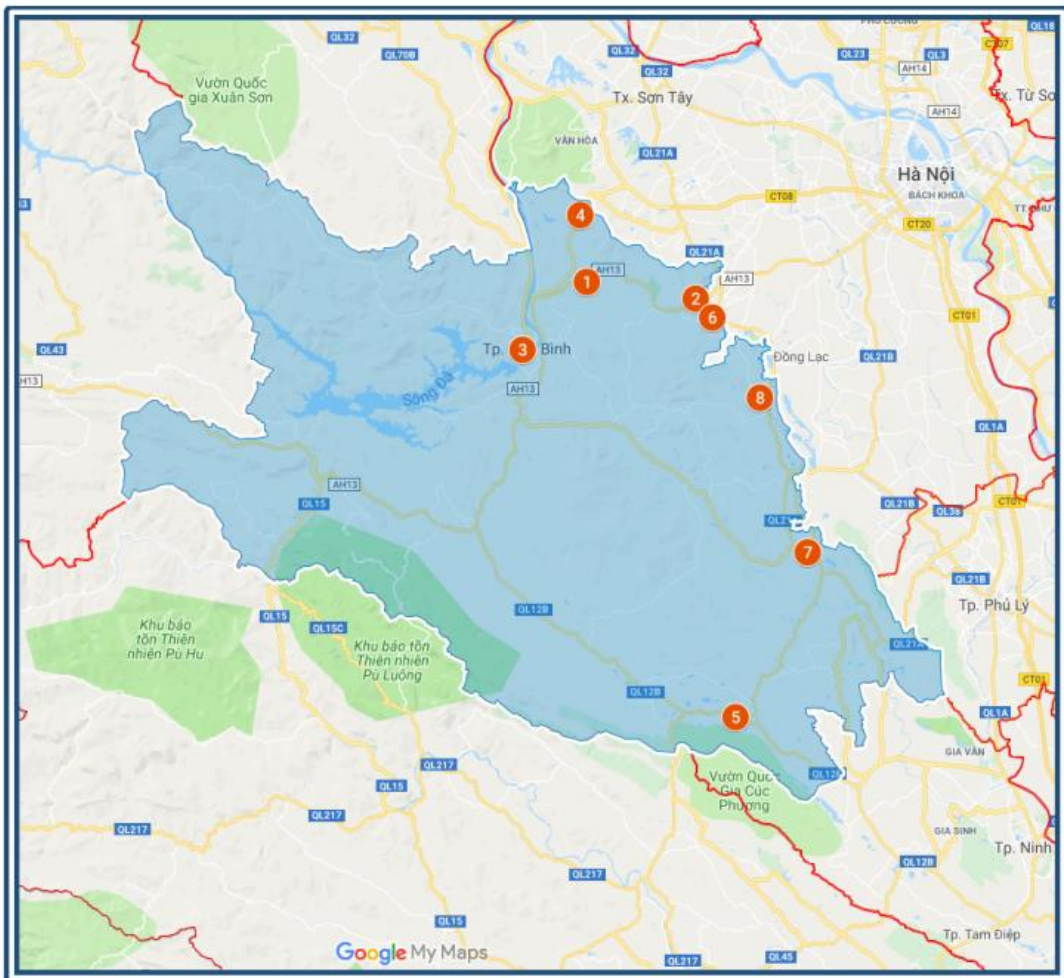 QL32
QL70B
QL32
QL32
PHÚ CƯỜNG
QL23
QL3
CT07
QL18
AH14
Vườn Quốc
gia Xuân Sơn
Tx. Sơn Tây
Tx. Từ Sơ
AH14
VÂN HÒA
QL21A
Hà Nội
BÁCH KHOA
CT08
CT20
4
QL21A
AH13
1
AH13
2
6
CT01
3
Tp.
Bình
QL43
Đồng Lạc
QL21B
Sông Đà
AH13
AH13
8
QL1A
AH13
QL15
QL21B
QL38
CT01
7
QL21B
Tp. Phủ Lý
QL12B
QL15
QL15C
Khu bảo
tồn Thiên
nhiên Pù Hu
Khu bảo tồn
Thiên nhiên
Pù Luông
QL21A
QL12B
5
QL1A
QL217
GIA VÂN
Vườn Quốc
Gia Cúc
Phương
QL12B
QL15
QL217
QL217
GIA SINH
Tp. Ninh
QL12B
QL217
QL15
Tp. Tam Điệp
Google My Maps
QL217
QL45